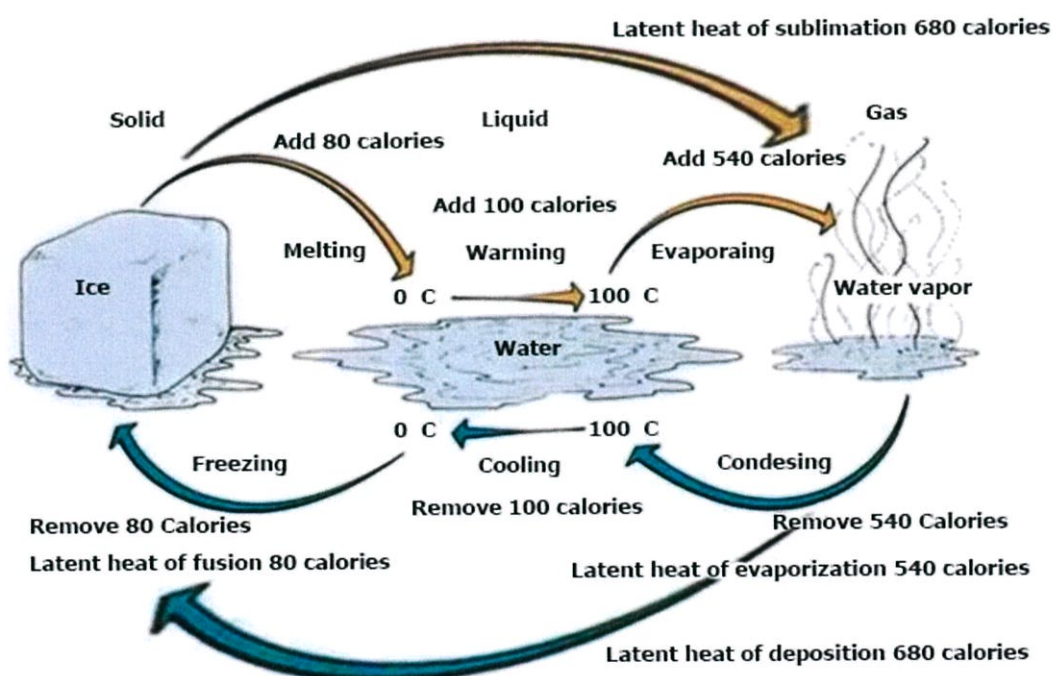 Latent heat of sublimation 680 calories
Solid
Liquid
Gas
Add 80 calories
Add 540 calories
Add 100 calories
Melting
Warming
Evaporaing
Ice
0 C
100 C
Water vapor
Water
0 C
100 C
Freezing
Cooling
Condesing
Remove 100 calories
Remove 80 Calories
Remove 540 Calories
Latent heat of fusion 80 calories
Latent heat of evaporization 540 calories
Latent heat of deposition 680 calories